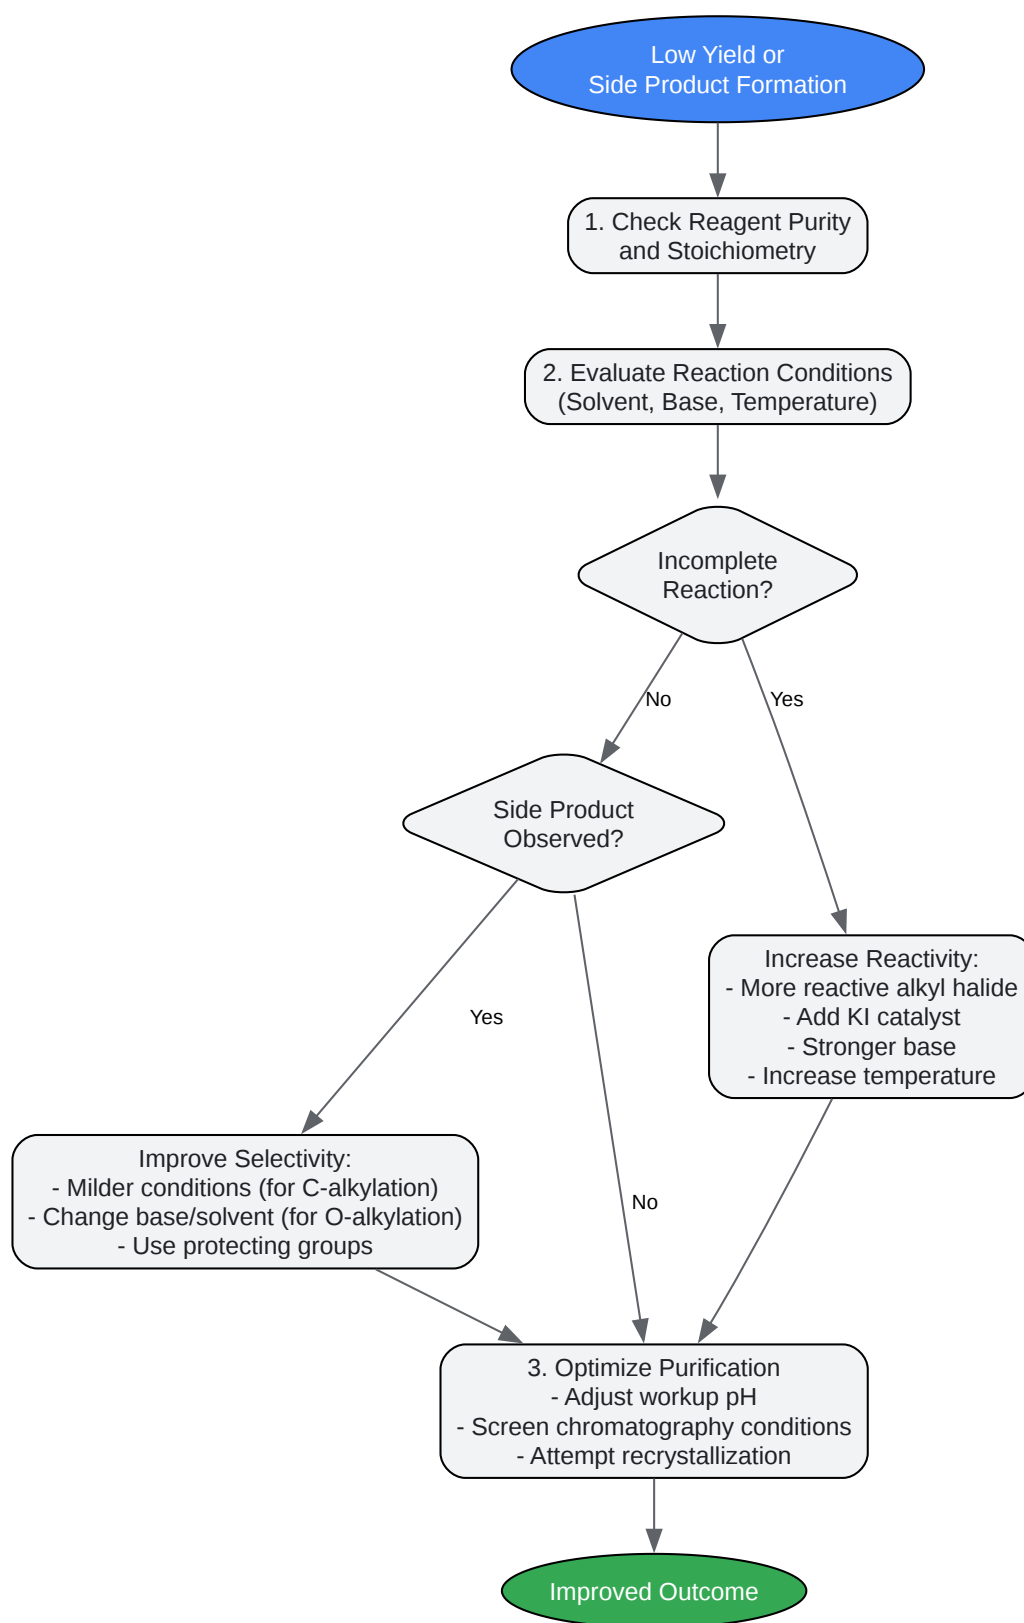 Low Yield or
Side Product Formation
1. Check Reagent Purity
and Stoichiometry
2. Evaluate Reaction Conditions
(Solvent, Base, Temperature)
Incomplete
Reaction?
No
Yes
Side Product
Observed?
Increase Reactivity:
- More reactive alkyl halide
- Add KI catalyst
- Stronger base
- Increase temperature
Yes
Improve Selectivity:
- Milder conditions (for C-alkylation)
- Change base/solvent (for O-alkylation)
- Use protecting groups
No
3. Optimize Purification
- Adjust workup pH
- Screen chromatography conditions
- Attempt recrystallization
Improved Outcome